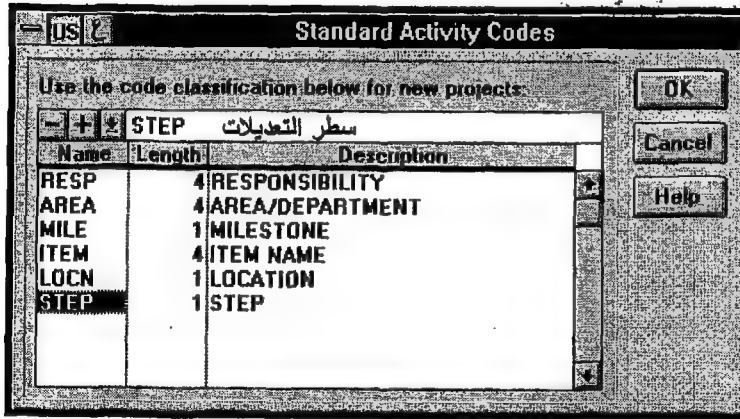 US ع Standard Activity Codes
Use the code classification below for new projects:
OK
STEP سطر التعديلات
Cancel
Name Length Description
RESP 4 RESPONSIBILITY
Help
AREA 4 AREA/DEPARTMENT
MILE 1 MILESTONE
ITEM 4 ITEM NAME
LOCN 1 LOCATION
STEP 1 STEP